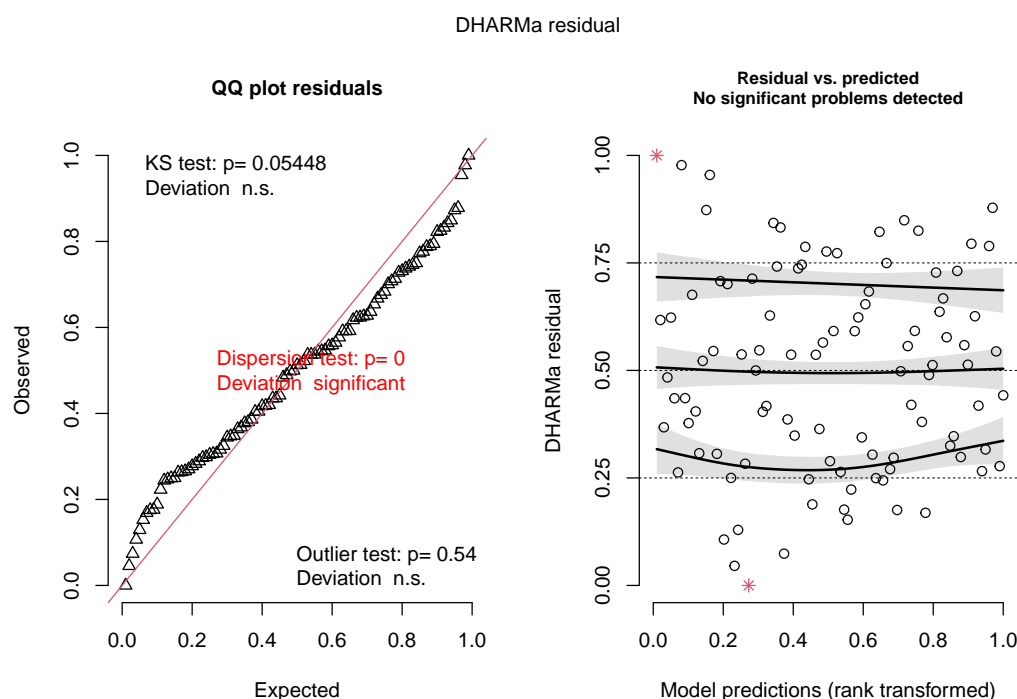 DHARMa residual
QQ plot residuals
KS test: p= 0.05448
Deviation  n.s.
Dispersion test: p= 0
Deviation  significant
Outlier test: p= 0.54
Deviation  n.s.
Observed
0.0
0.2
0.4
0.6
0.8
1.0
0.0 0.2 0.4 0.6 0.8 1.0
Expected
Residual vs. predicted
No significant problems detected
DHARMa residual
0.00
0.25
0.50
0.75
1.00
0.0 0.2 0.4 0.6 0.8 1.0
Model predictions (rank transformed)